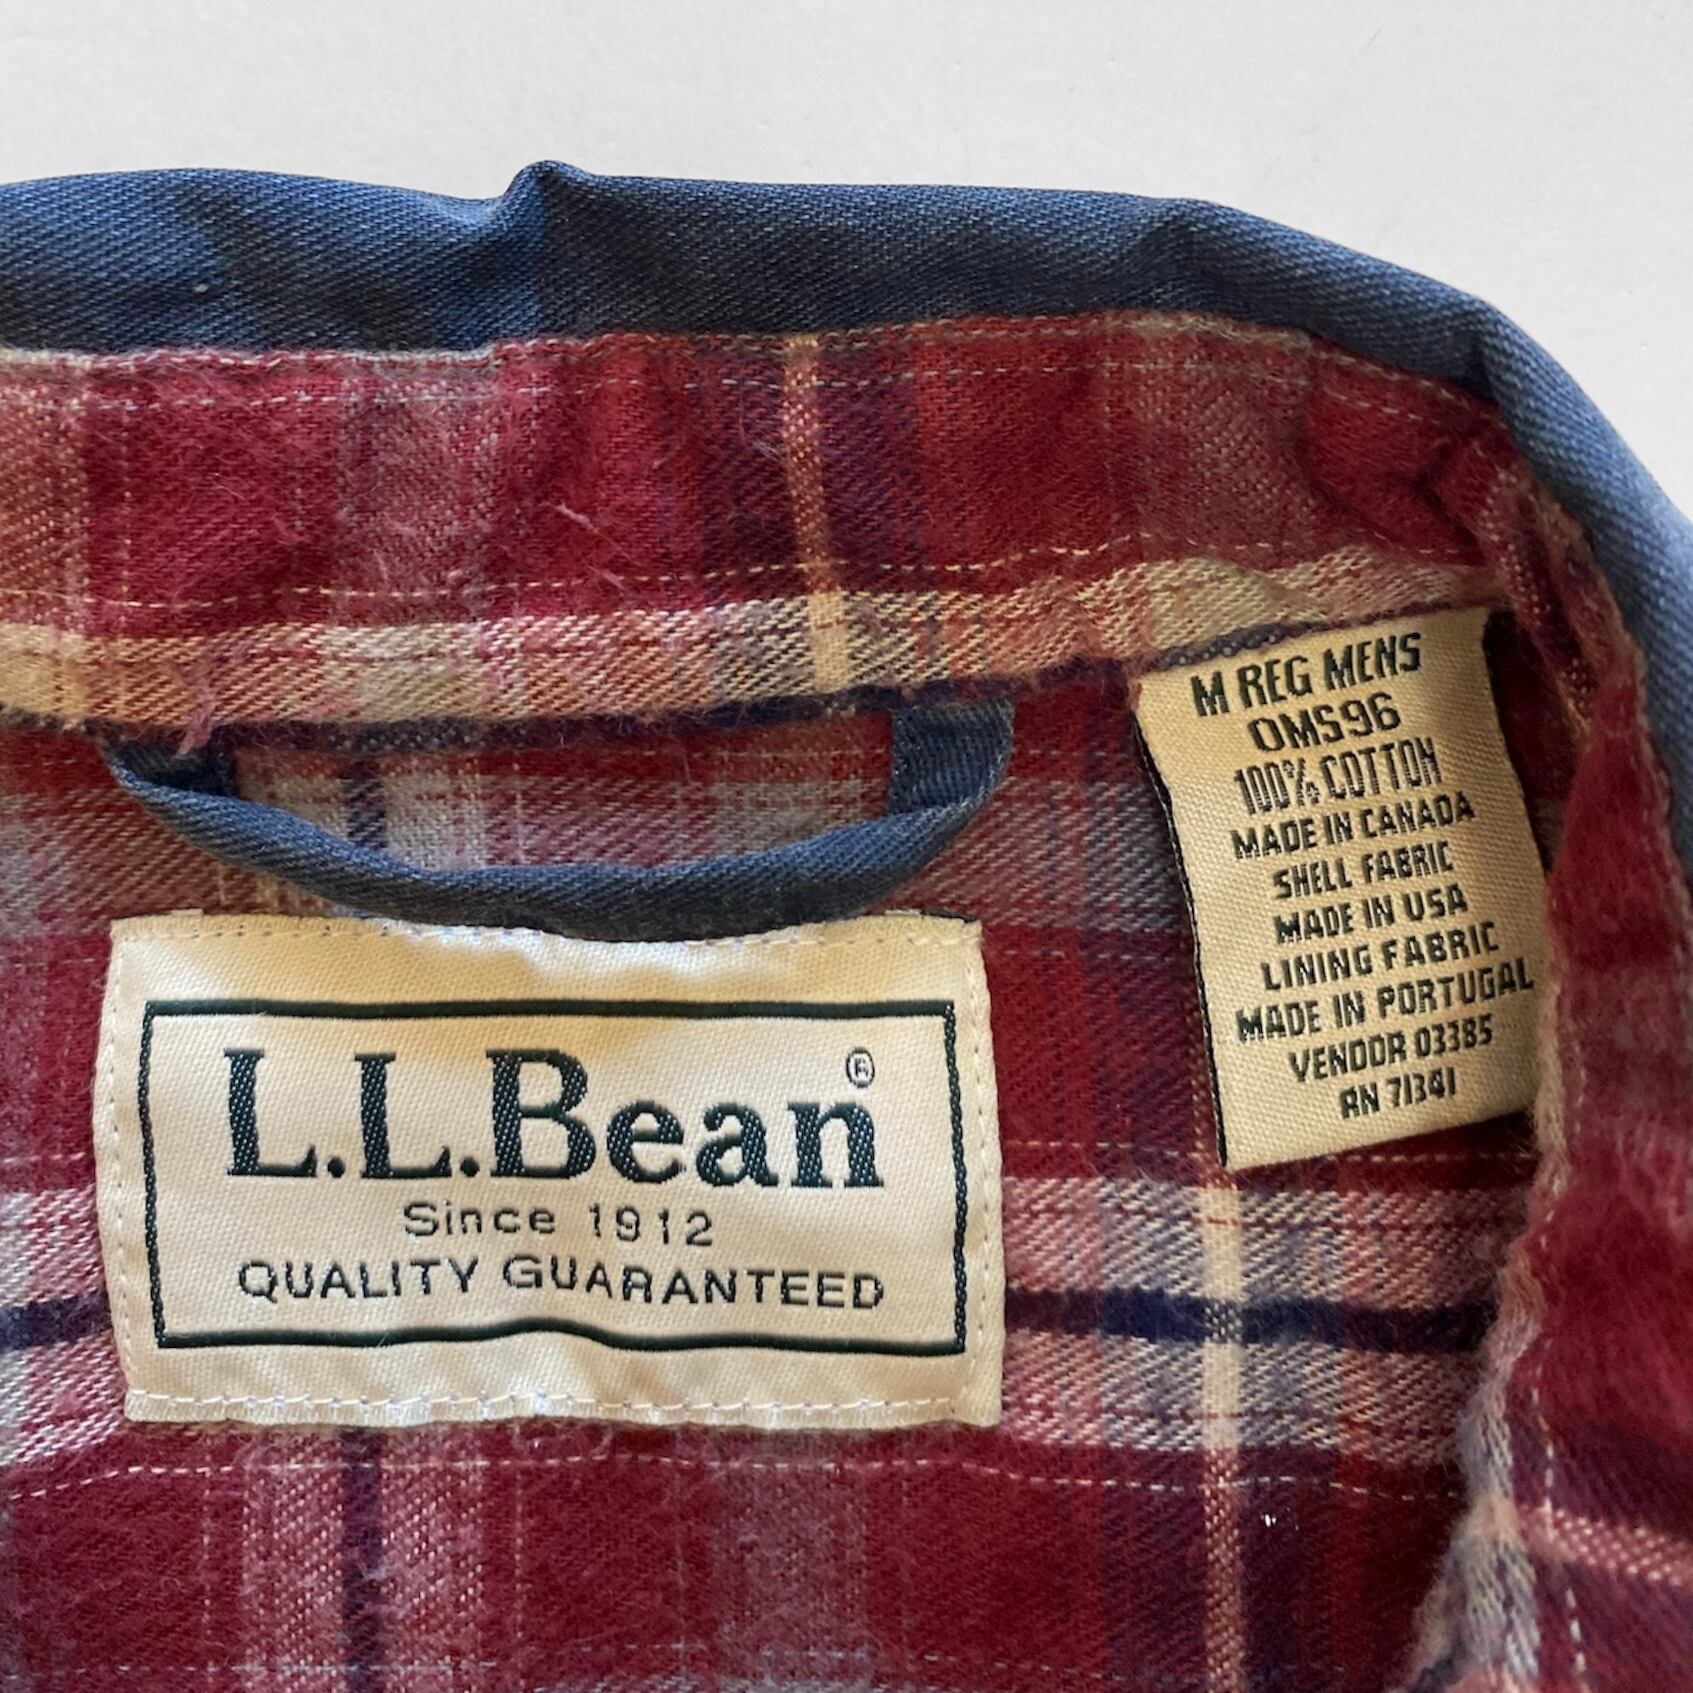 L.L.Bean®
Since 1912
QUALITY GUARANTEED
M REG MENS
0MS96
100% COTTON
MADE IN CANADA
SHELL FABRIC
MADE IN USA
LINING FABRIC
MADE IN PORTUGAL
VENDOR 03385
RN 71341